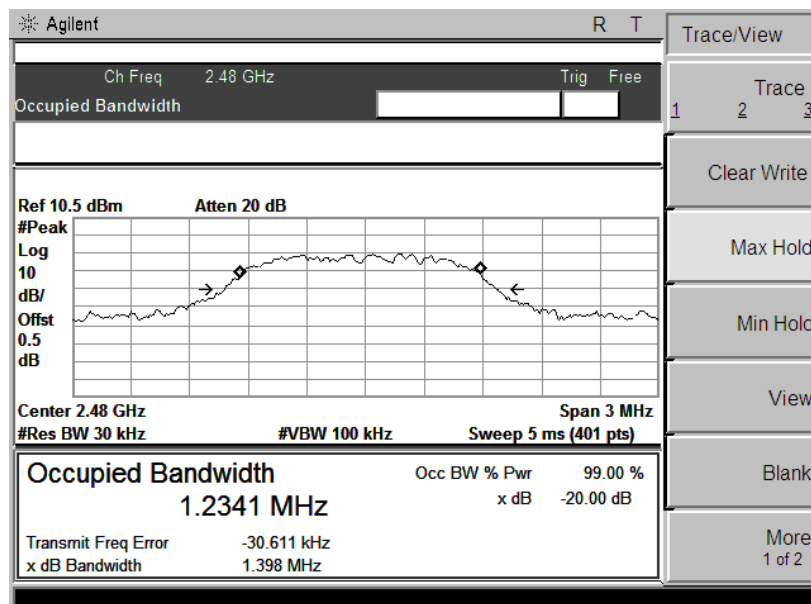 Agilent R T
Ch Freq 2.48 GHz Trig Free
Occupied Bandwidth
Ref 10.5 dBm Atten 20 dB
#Peak
Log
10
dB/
Offst
0.5
dB
Center 2.48 GHz Span 3 MHz
#Res BW 30 kHz #VBW 100 kHz Sweep 5 ms (401 pts)
Occupied Bandwidth Occ BW % Pwr 99.00 %
1.2341 MHz x dB -20.00 dB
Transmit Freq Error -30.611 kHz
x dB Bandwidth 1.398 MHz
Trace/View
Trace
1 2 3
Clear Write
Max Hold
Min Hold
View
Blank
More
1 of 2